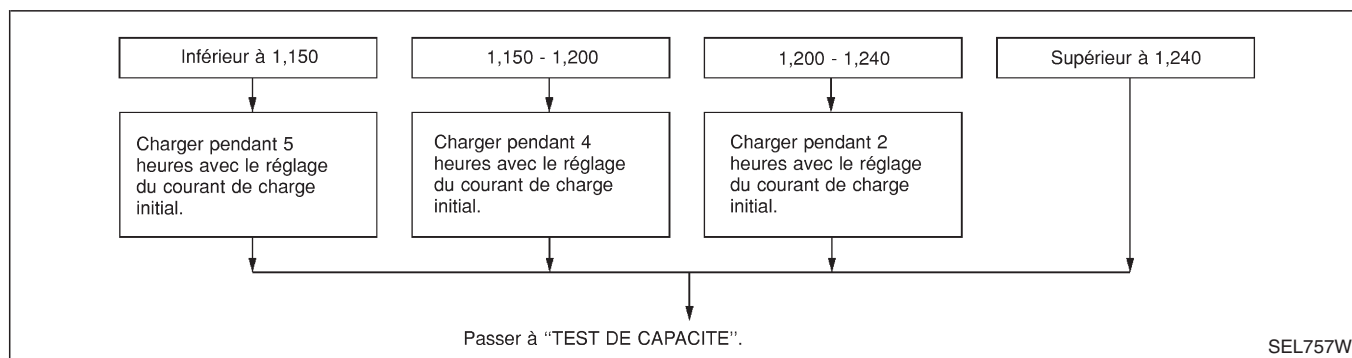 Inférieur à 1,150
1,150 - 1,200
1,200 - 1,240
Supérieur à 1,240
Charger pendant 5
heures avec le réglage
du courant de charge
initial.
Charger pendant 4
heures avec le réglage
du courant de charge
initial.
Charger pendant 2
heures avec le réglage
du courant de charge
initial.
Passer à “TEST DE CAPACITE”.
SEL757W